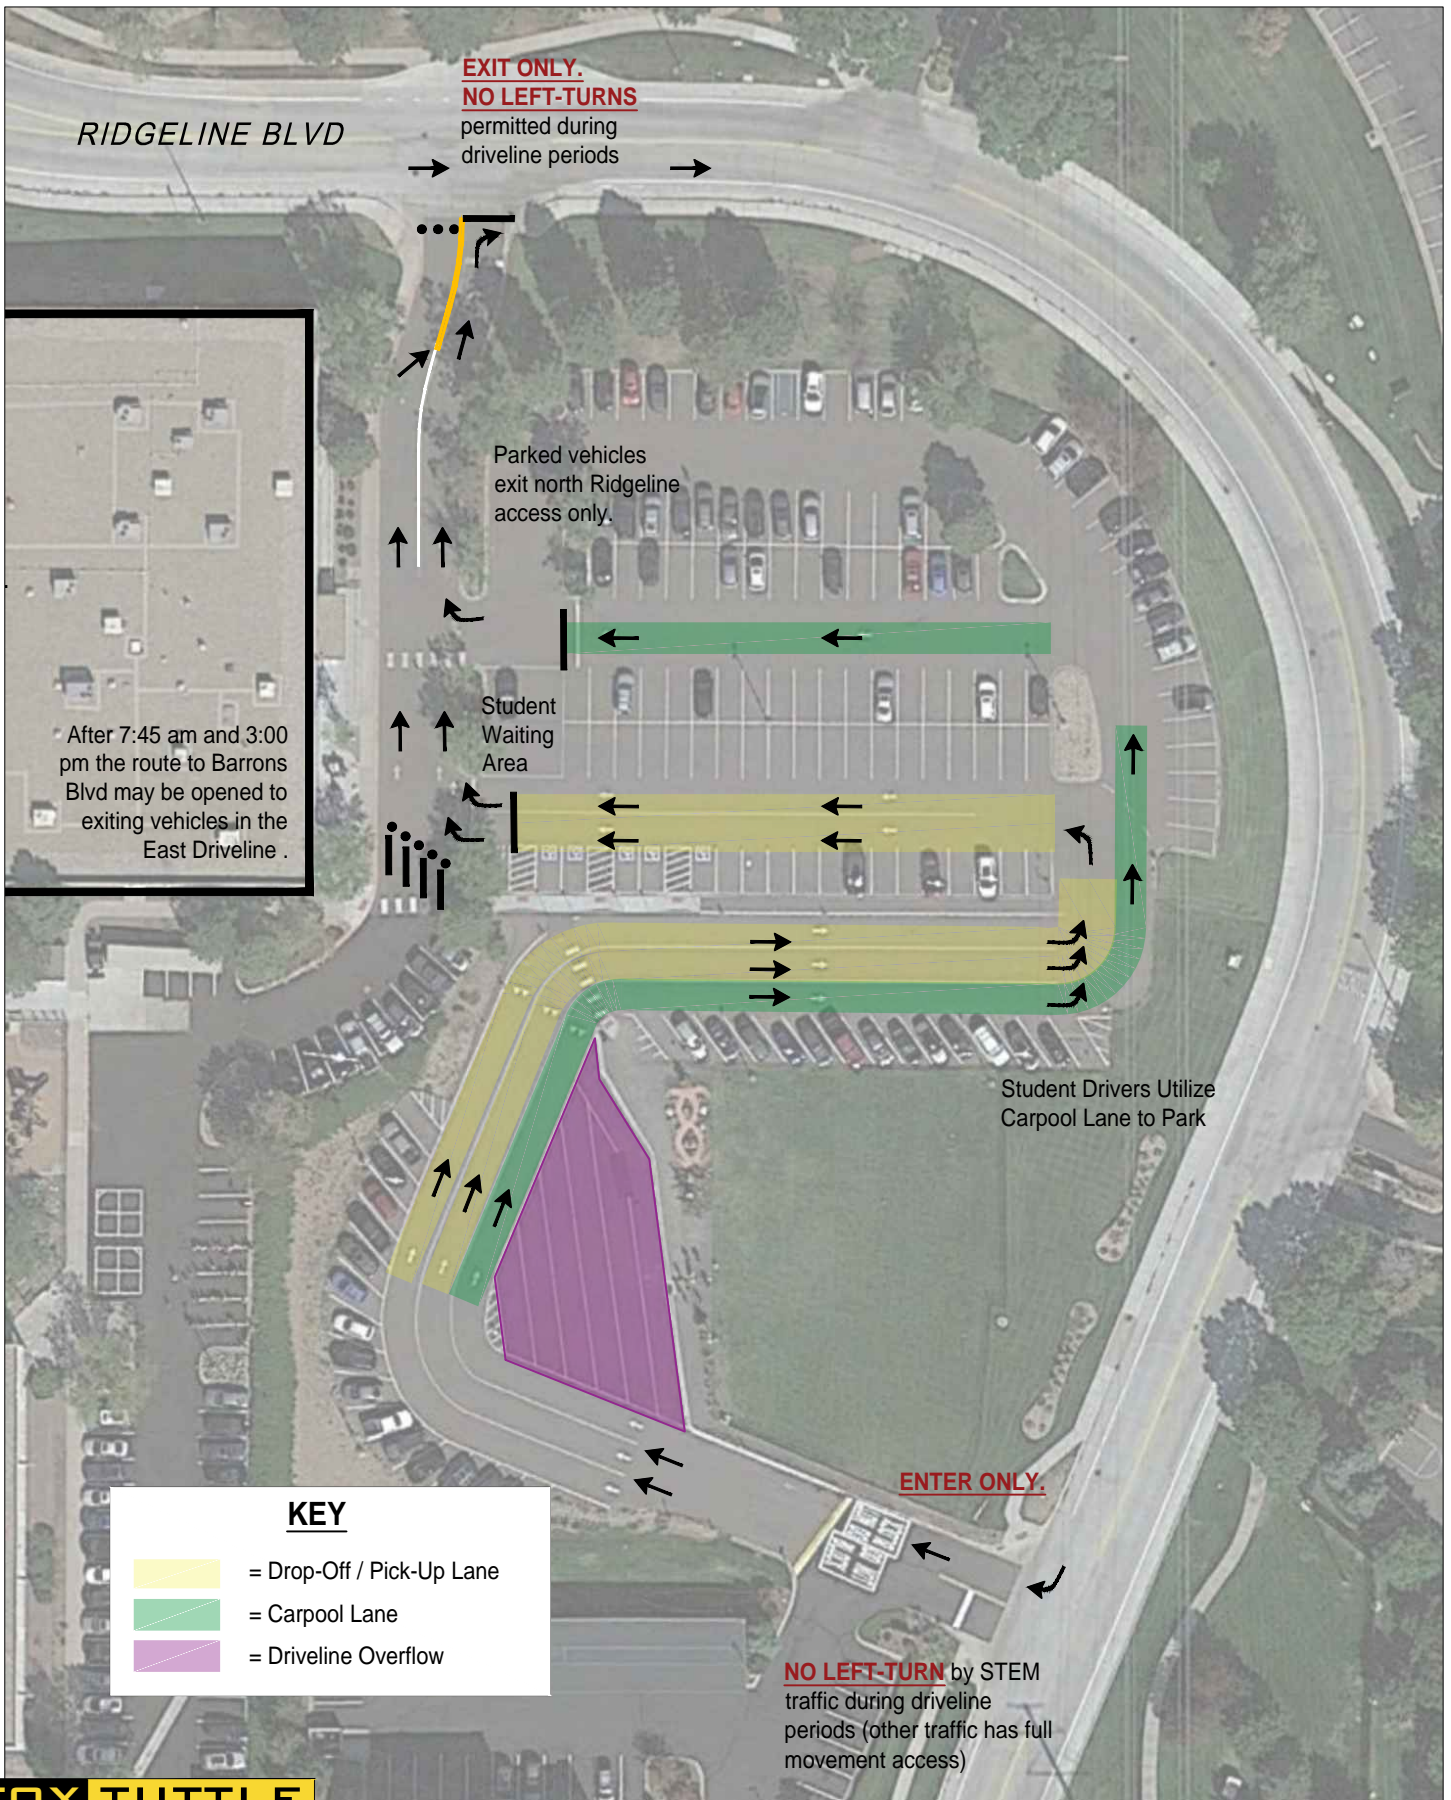 EXIT ONLY.
NO LEFT-TURNS
permitted during
driveline periods
RIDGELINE BLVD
Parked vehicles
exit north Ridgeline
access only.
Student
Waiting
Area
After 7:45 am and 3:00
pm the route to Barrons
Blvd may be opened to
exiting vehicles in the
East Driveline .
Student Drivers Utilize
Carpool Lane to Park
ENTER ONLY.
KEY
= Drop-Off / Pick-Up Lane
= Carpool Lane
= Driveline Overflow
NO LEFT-TURN by STEM
traffic during driveline
periods (other traffic has full
movement access)
FOX TUTTLE